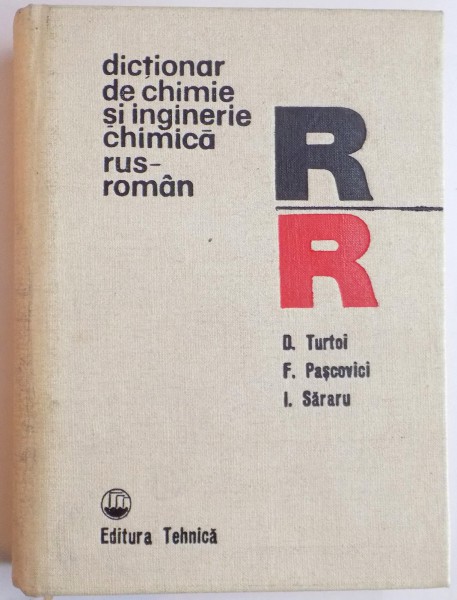 dicționar
de chimie
și inginerie
chimică
rus-
român
R
R
D. Turtoi
F. Pașcovici
I. Săraru
Editura Tehnică